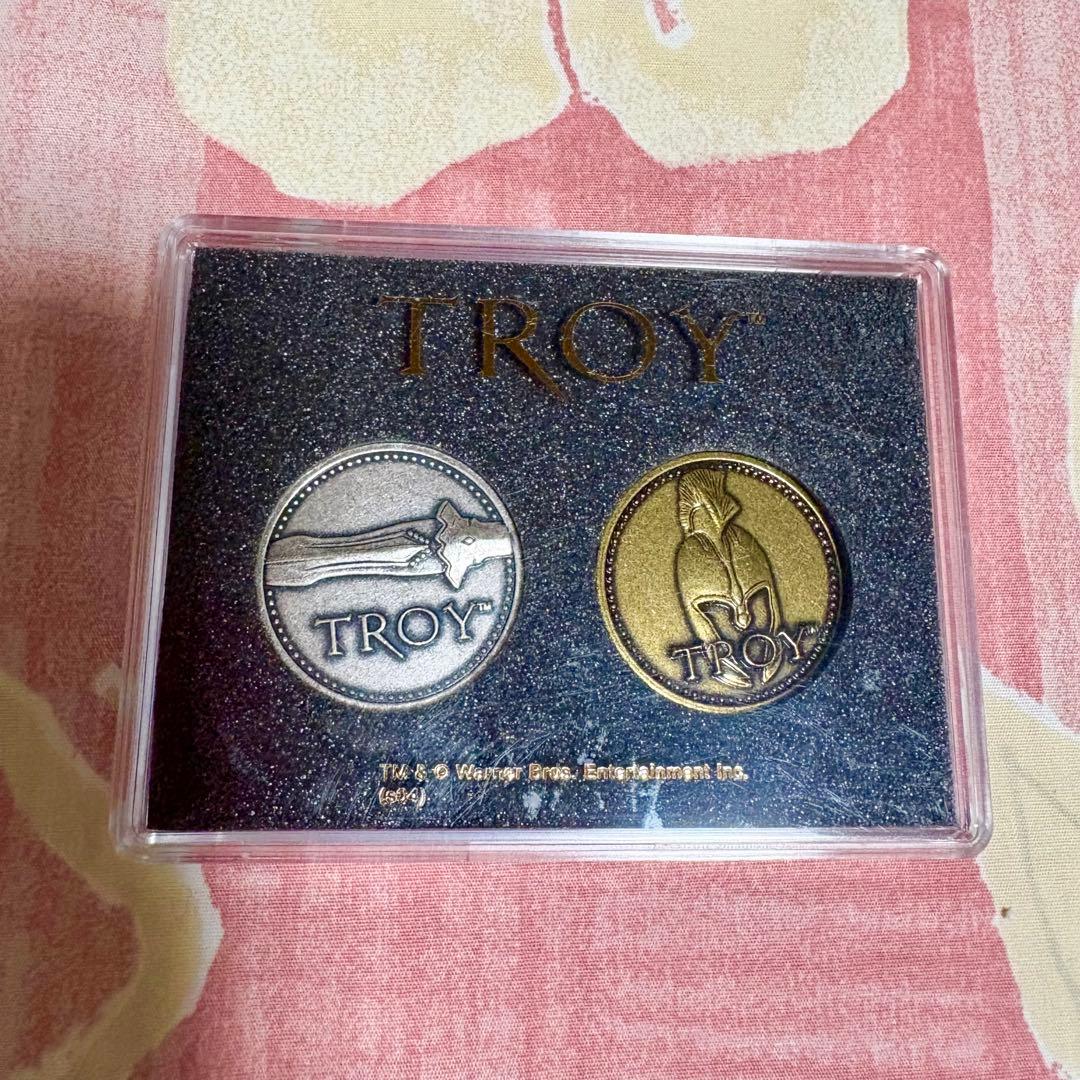 TROY™
TROY™
TROY™
TM & © Warner Bros. Entertainment Inc.
(s04)